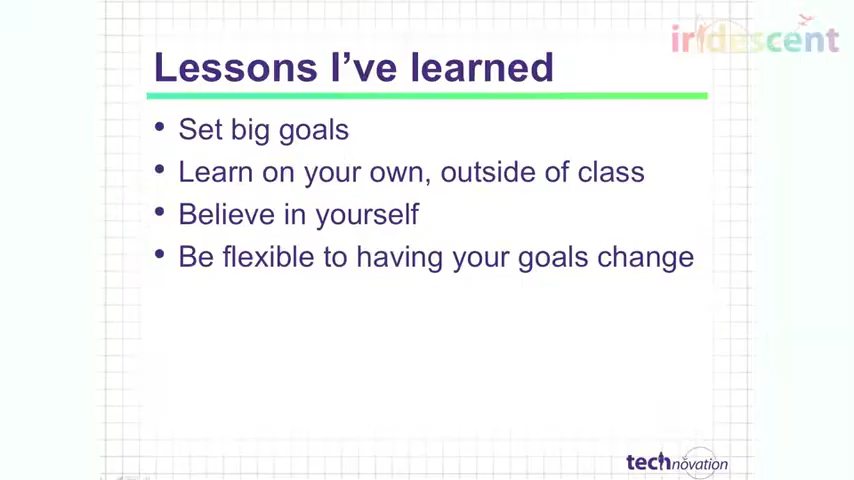 iridescent
Lessons I’ve learned
• Set big goals
• Learn on your own, outside of class
• Believe in yourself
• Be flexible to having your goals change
technovation